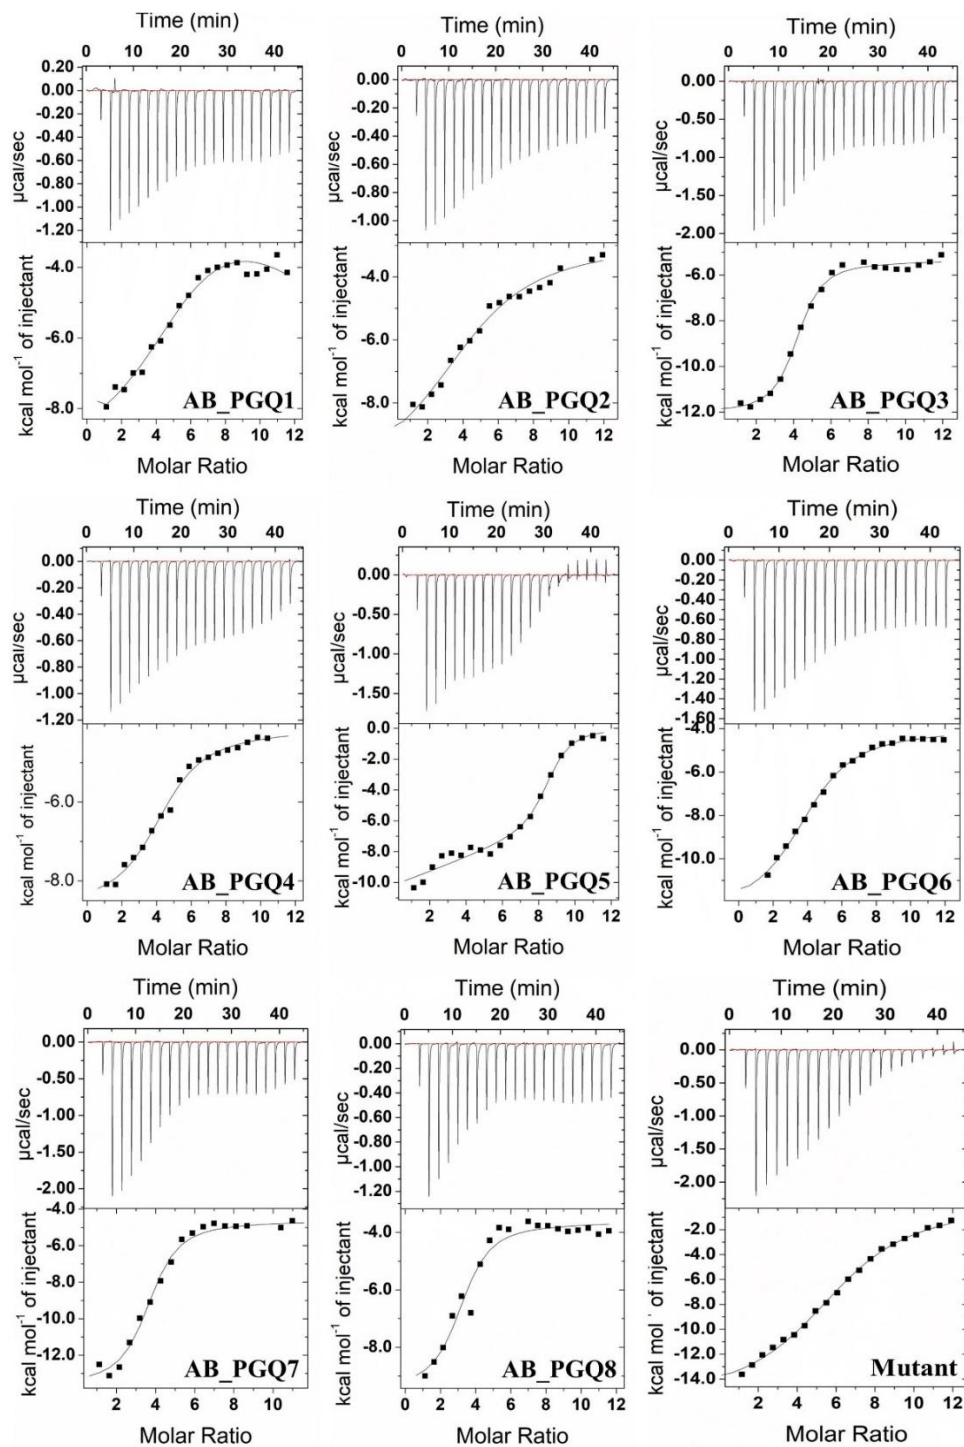 Time (min)
0 10 20 30 40
0.20
0.00
-0.20
-0.40
-0.60
-0.80
-1.00
-1.20
µcal/sec
-4.0
-6.0
-8.0
kcal mol⁻¹ of injectant
AB_PGQ1
0 2 4 6 8 10 12
Molar Ratio
Time (min)
0 10 20 30 40
0.00
-0.20
-0.40
-0.60
-0.80
-1.00
µcal/sec
-4.0
-6.0
-8.0
kcal mol⁻¹ of injectant
AB_PGQ2
0 2 4 6 8 10 12
Molar Ratio
Time (min)
0 10 20 30 40
0.00
-0.50
-1.00
-1.50
-2.00
µcal/sec
-4.0
-6.0
-8.0
-10.0
-12.0
kcal mol⁻¹ of injectant
AB_PGQ3
0 2 4 6 8 10 12
Molar Ratio
Time (min)
0 10 20 30 40
0.00
-0.20
-0.40
-0.60
-0.80
-1.00
-1.20
µcal/sec
-6.0
-8.0
kcal mol⁻¹ of injectant
AB_PGQ4
0 2 4 6 8 10 12
Molar Ratio
Time (min)
0 10 20 30 40
0.00
-0.50
-1.00
-1.50
µcal/sec
0.0
-2.0
-4.0
-6.0
-8.0
-10.0
kcal mol⁻¹ of injectant
AB_PGQ5
0 2 4 6 8 10 12
Molar Ratio
Time (min)
0 10 20 30 40
0.00
-0.20
-0.40
-0.60
-0.80
-1.00
-1.20
-1.40
-1.60
µcal/sec
-4.0
-6.0
-8.0
-10.0
kcal mol⁻¹ of injectant
AB_PGQ6
0 2 4 6 8 10 12
Molar Ratio
Time (min)
0 10 20 30 40
0.00
-0.50
-1.00
-1.50
-2.00
µcal/sec
-4.0
-6.0
-8.0
-10.0
-12.0
kcal mol⁻¹ of injectant
AB_PGQ7
2 4 6 8 10 12
Molar Ratio
Time (min)
0 10 20 30 40
0.00
-0.20
-0.40
-0.60
-0.80
-1.00
-1.20
µcal/sec
-4.0
-6.0
-8.0
kcal mol⁻¹ of injectant
AB_PGQ8
0 2 4 6 8 10 12
Molar Ratio
Time (min)
0 10 20 30 40
0.00
-0.50
-1.00
-1.50
-2.00
µcal/sec
-2.0
-4.0
-6.0
-8.0
-10.0
-12.0
-14.0
kcal mol of injectant
Mutant
0 2 4 6 8 10 12
Molar Ratio